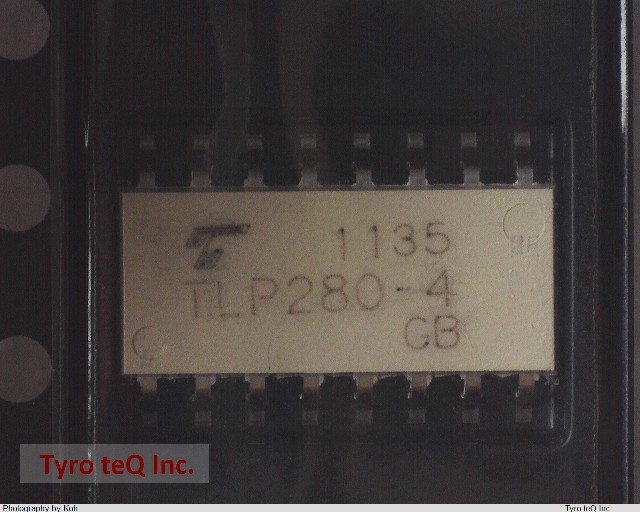 1135
TLP280-4
GB
Tyro teQ Inc.
Photography by Koh
Tyro teQ Inc